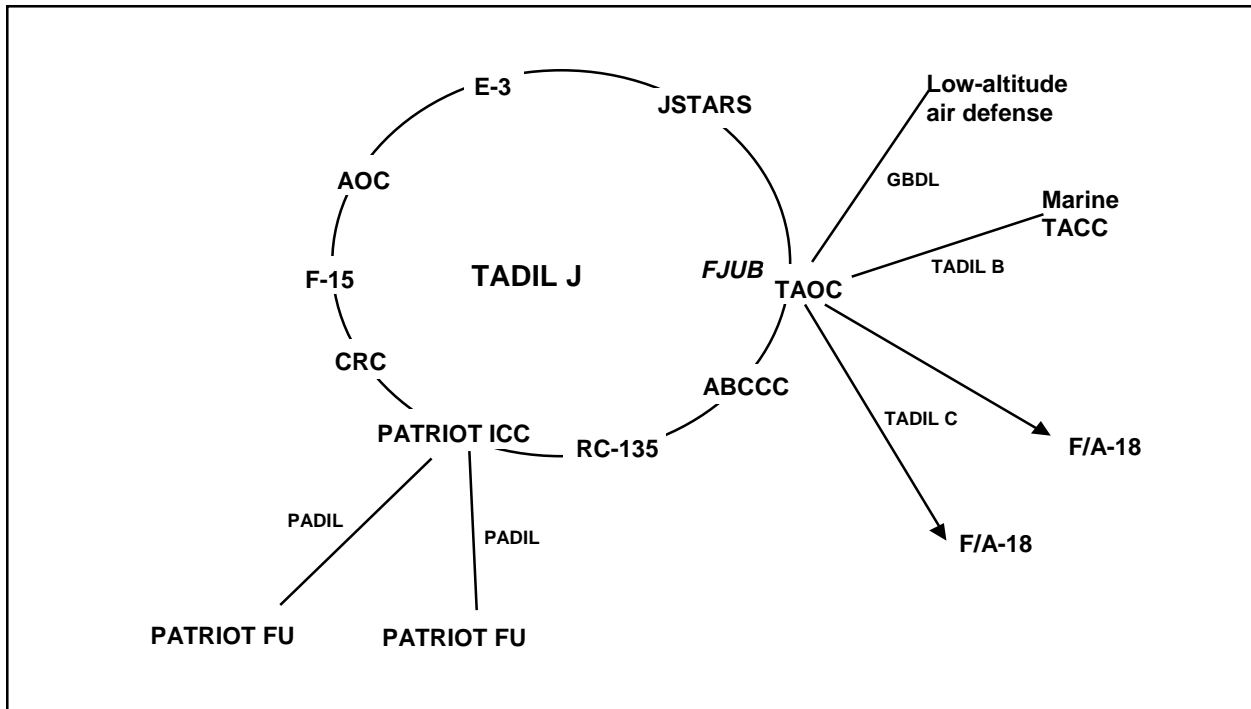 E-3
JSTARS
Low-altitude
air defense
AOC
GBDL
Marine
TACC
F-15
TADIL J
FJUB
TAOC
TADIL B
CRC
ABCCC
TADIL C
PATRIOT ICC
RC-135
F/A-18
PADIL
PADIL
F/A-18
PATRIOT FU
PATRIOT FU